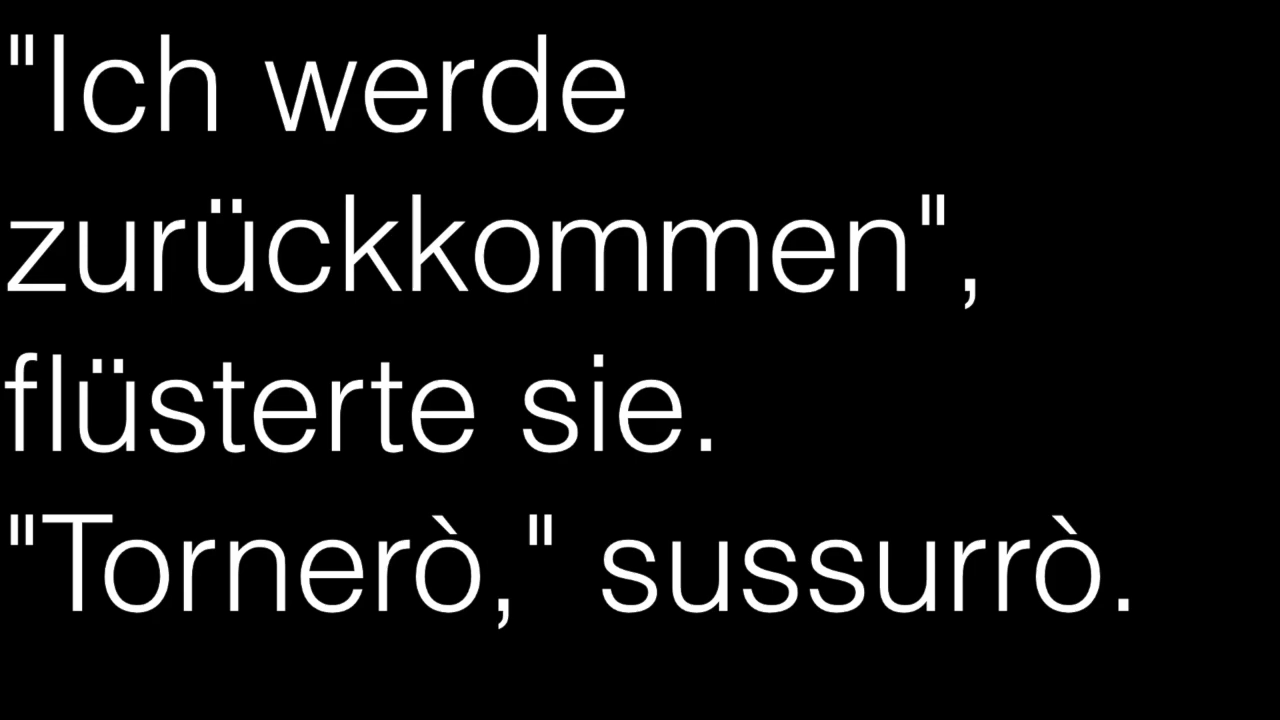 "Ich werde
zurückkommen",
flüsterte sie.
"Tornerò," sussurrò.